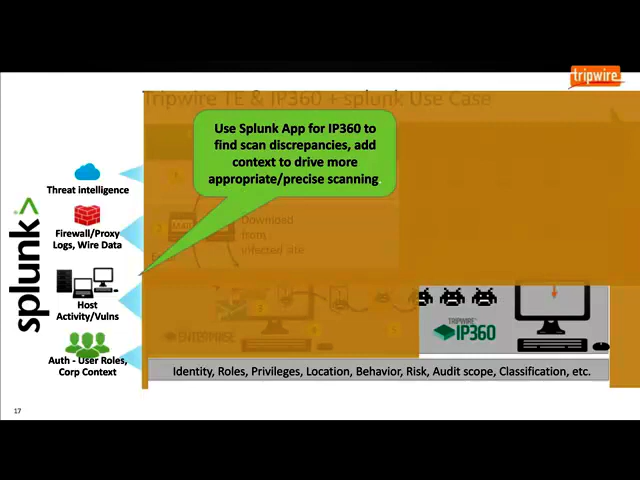 tripwire
Tripwire TE & IP360 + splunk Use Case
Use Splunk App for IP360 to
find scan discrepancies, add
context to drive more
appropriate/precise scanning.
Threat intelligence
splunk>
Firewall/Proxy
Logs, Wire Data
Download
from
infected site
Host
Activity/Vulns
ENTERPRISE
TRIPWIRE
IP360
Auth - User Roles,
Corp Context
Identity, Roles, Privileges, Location, Behavior, Risk, Audit scope, Classification, etc.
17